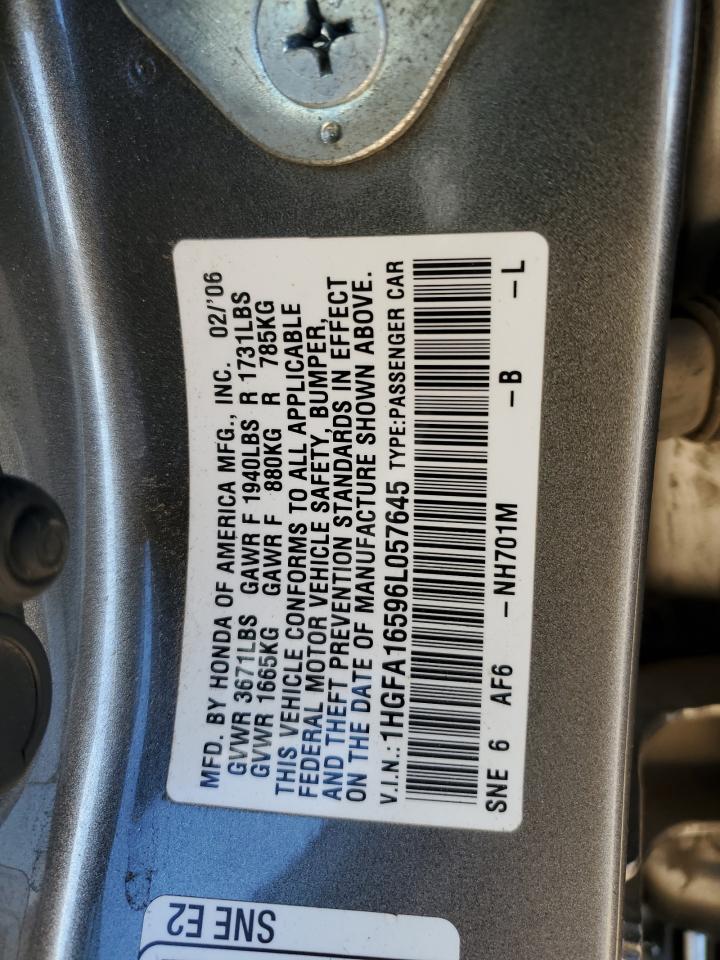 MFD. BY HONDA OF AMERICA MFG., INC. 02/'06
GVWR 3671LBS GAWR F 1940LBS R 1731LBS
GVWR 1665KG GAWR F 880KG R 785KG
THIS VEHICLE CONFORMS TO ALL APPLICABLE
FEDERAL MOTOR VEHICLE SAFETY, BUMPER,
AND THEFT PREVENTION STANDARDS IN EFFECT
ON THE DATE OF MANUFACTURE SHOWN ABOVE.
V.I.N.:1HGFA16596L057645 TYPE:PASSENGER CAR
SNE 6 AF6 -NH701M -B -L
SNE E2